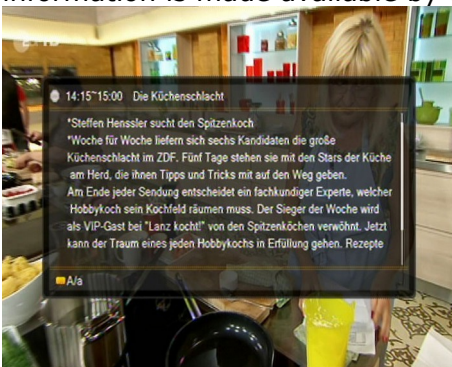 information is made available by
14:15~15:00 Die Küchenschlacht
*Steffen Henssler sucht den Spitzenkoch
*Woche für Woche liefern sich sechs Kandidaten die große
Küchenschlacht im ZDF. Fünf Tage stehen sie mit den Stars der Küche
am Herd, die ihnen Tipps und Tricks mit auf den Weg geben.
Am Ende jeder Sendung entscheidet ein fachkundiger Experte, welcher
Hobbykoch sein Kochfeld räumen muss. Der Sieger der Woche wird
als VIP-Gast bei "Lanz kocht!" von den Spitzenköchen verwöhnt. Jetzt
kann der Traum eines jeden Hobbykochs in Erfüllung gehen. Rezepte
A/a